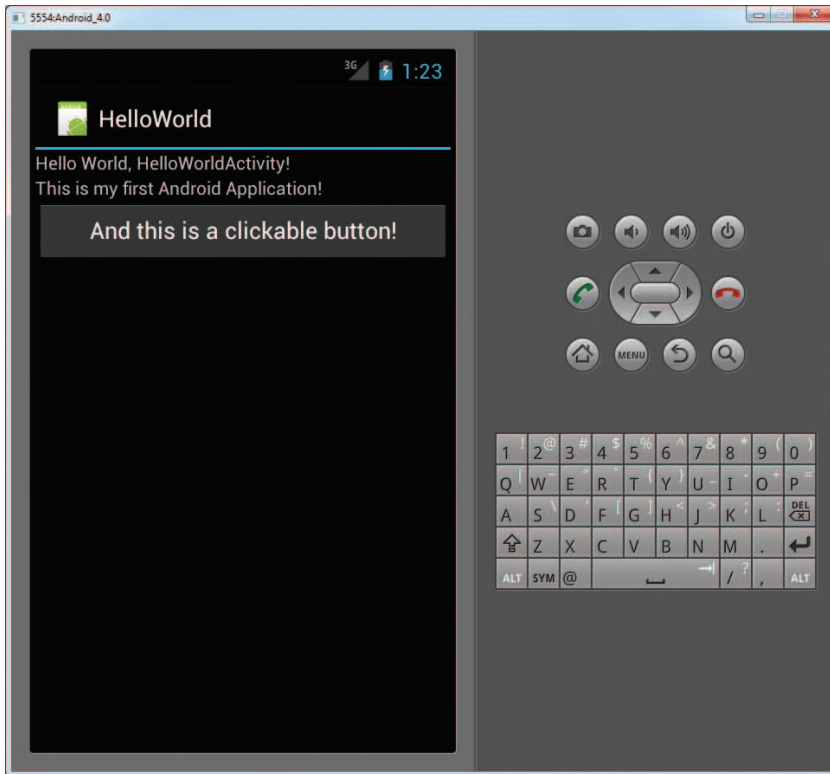 5554:Android_4.0
3G 1:23
HelloWorld
Hello World, HelloWorldActivity!
This is my first Android Application!
And this is a clickable button!
MENU
1 ! 2 @ 3 # 4 $ 5 % 6 ^ 7 & 8 * 9 ( 0 )
Q | W ~ E " R ` T { Y } U _ I - O + P =
A S \ D ' F [ G ] H < J > K ; L : DEL
Z X C V B N M .
ALT SYM @ / ? , ALT